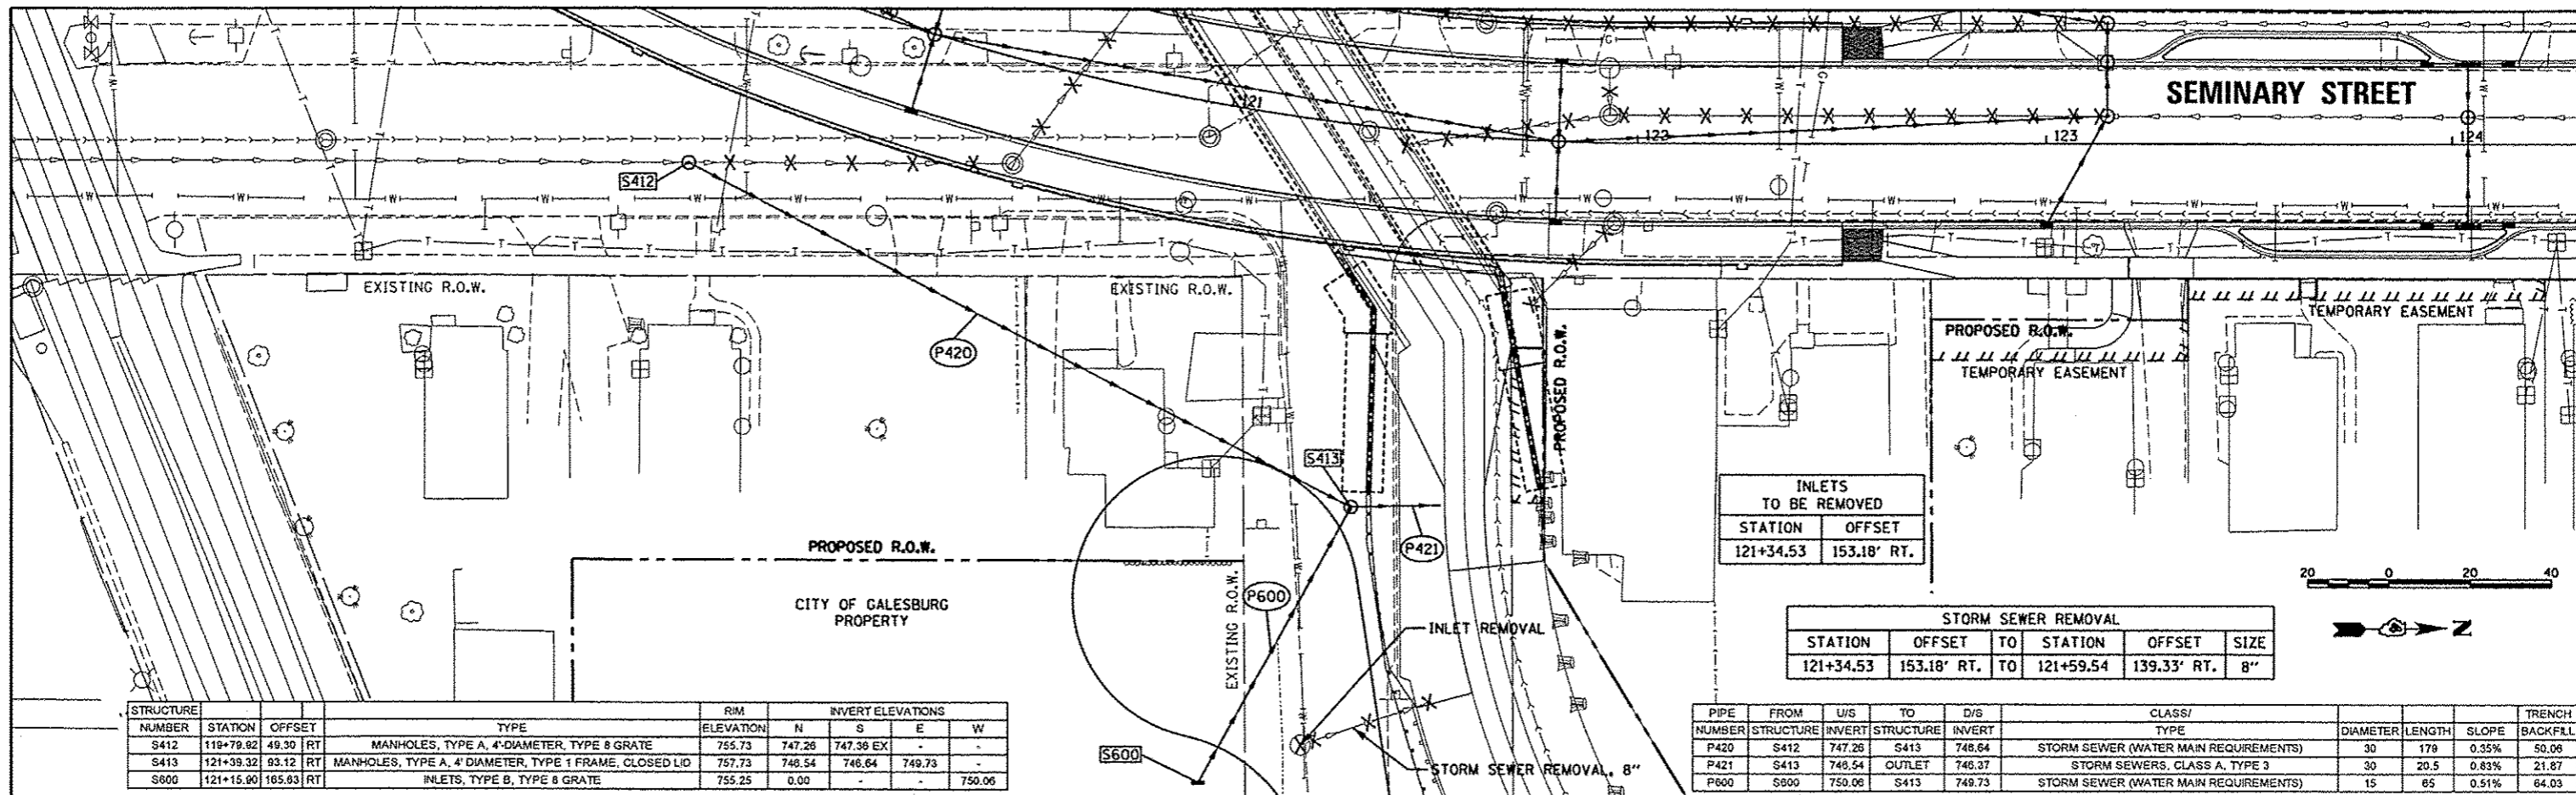 SEMINARY STREET
121
123
123
124
S412
EXISTING R.O.W.
EXISTING R.O.W.
P420
PROPOSED R.O.W.
PROPOSED R.O.W.
TEMPORARY EASEMENT
TEMPORARY EASEMENT
S413
P421
PROPOSED R.O.W.
CITY OF GALESBURG
PROPERTY
EXISTING R.O.W.
P600
INLET REMOVAL
S600
STORM SEWER REMOVAL, 8"
INLETS
TO BE REMOVED
STATION OFFSET
121+34.53 153.18' RT.
20 0 20 40
Z
STORM SEWER REMOVAL
STATION OFFSET TO STATION OFFSET SIZE
121+34.53 153.18' RT. TO 121+59.54 139.33' RT. 8"
STRUCTURE RIM INVERT ELEVATIONS
NUMBER STATION OFFSET TYPE ELEVATION N S E W
S412 119+79.92 49.30 RT MANHOLES, TYPE A, 4'-DIAMETER, TYPE 8 GRATE 755.73 747.26 747.36 EX - -
S413 121+39.32 93.12 RT MANHOLES, TYPE A, 4' DIAMETER, TYPE 1 FRAME, CLOSED LID 757.73 746.54 746.64 749.73 -
S600 121+15.90 165.63 RT INLETS, TYPE B, TYPE 8 GRATE 755.25 0.00 - - 750.06
PIPE FROM U/S TO D/S CLASS/ TRENCH
NUMBER STRUCTURE INVERT STRUCTURE INVERT TYPE DIAMETER LENGTH SLOPE BACKFILL
P420 S412 747.26 S413 746.64 STORM SEWER (WATER MAIN REQUIREMENTS) 30 179 0.35% 50.06
P421 S413 746.54 OUTLET 746.37 STORM SEWERS, CLASS A, TYPE 3 30 20.5 0.83% 21.87
P600 S600 750.06 S413 749.73 STORM SEWER (WATER MAIN REQUIREMENTS) 15 65 0.51% 64.03